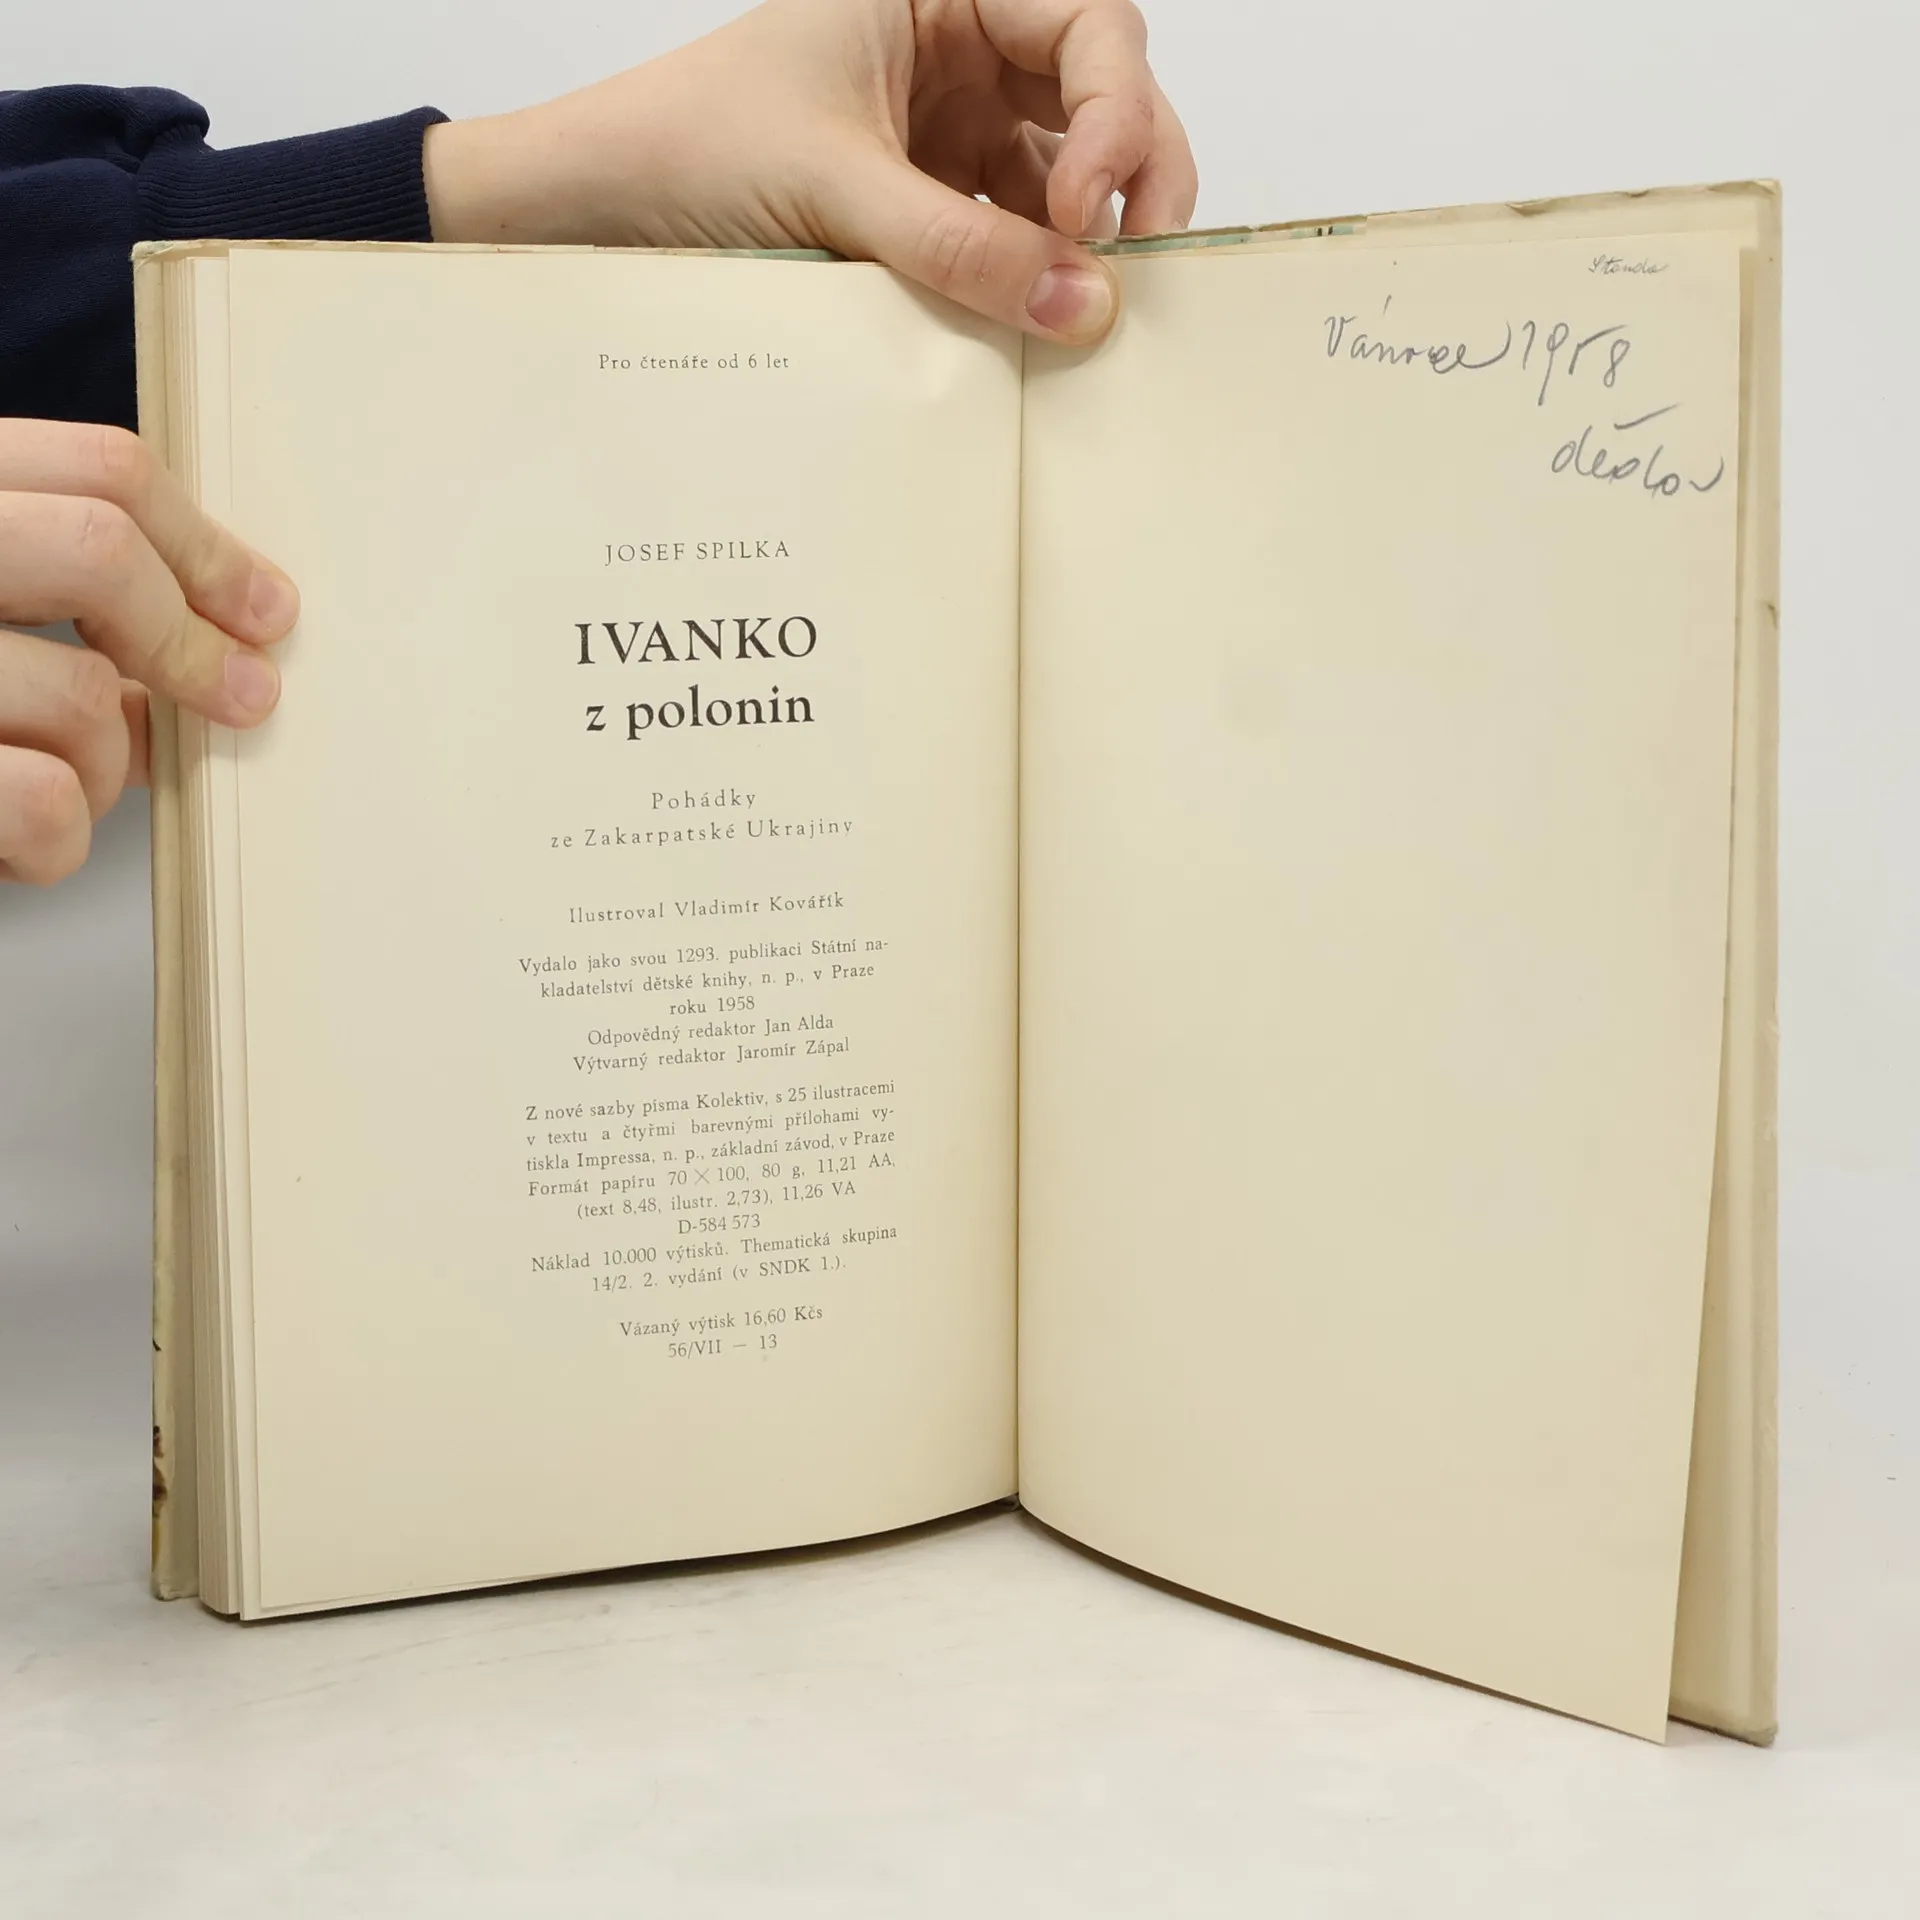 Pro čtenáře od 6 let
JOSEF SPILKA
IVANKO
z polonin
Pohádky
ze Zakarpatské Ukrajiny
Ilustroval Vladimír Kovářík
Vydalo jako svou 1293. publikaci Státní na-
kladatelství dětské knihy, n. p., v Praze
roku 1958
Odpovědný redaktor Jan Alda
Výtvarný redaktor Jaromír Zápal
Z nové sazby písma Kolektiv, s 25 ilustracemi
v textu a čtyřmi barevnými přílohami vy-
tiskla Impressa, n. p., základní závod, v Praze
Formát papíru 70 × 100, 80 g, 11,21 AA,
(text 8,48, ilustr. 2,73), 11,26 VA
D-584 573
Náklad 10.000 výtisků. Thematická skupina
14/2. 2. vydání (v SNDK 1.).
Vázaný výtisk 16,60 Kčs
56/VII — 13
Standa
Vánoce 1958